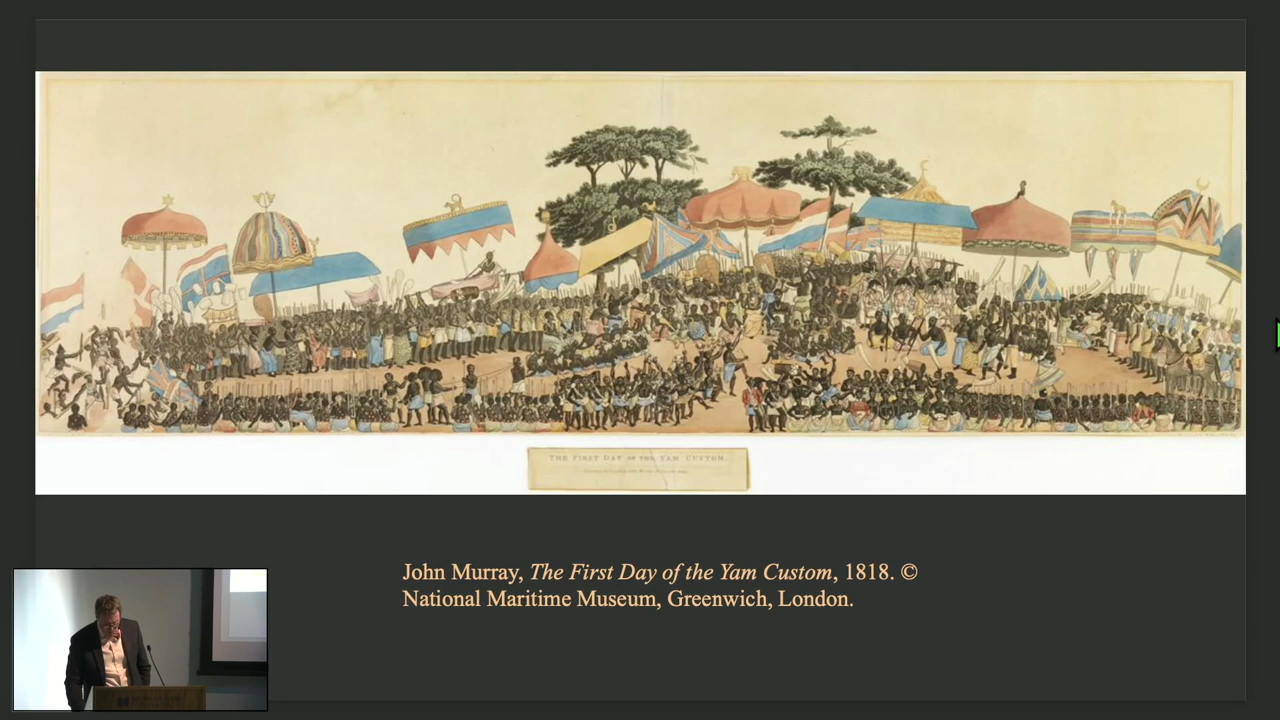 THE FIRST DAY OF THE YAM CUSTOM.
John Murray, The First Day of the Yam Custom, 1818. ©
National Maritime Museum, Greenwich, London.